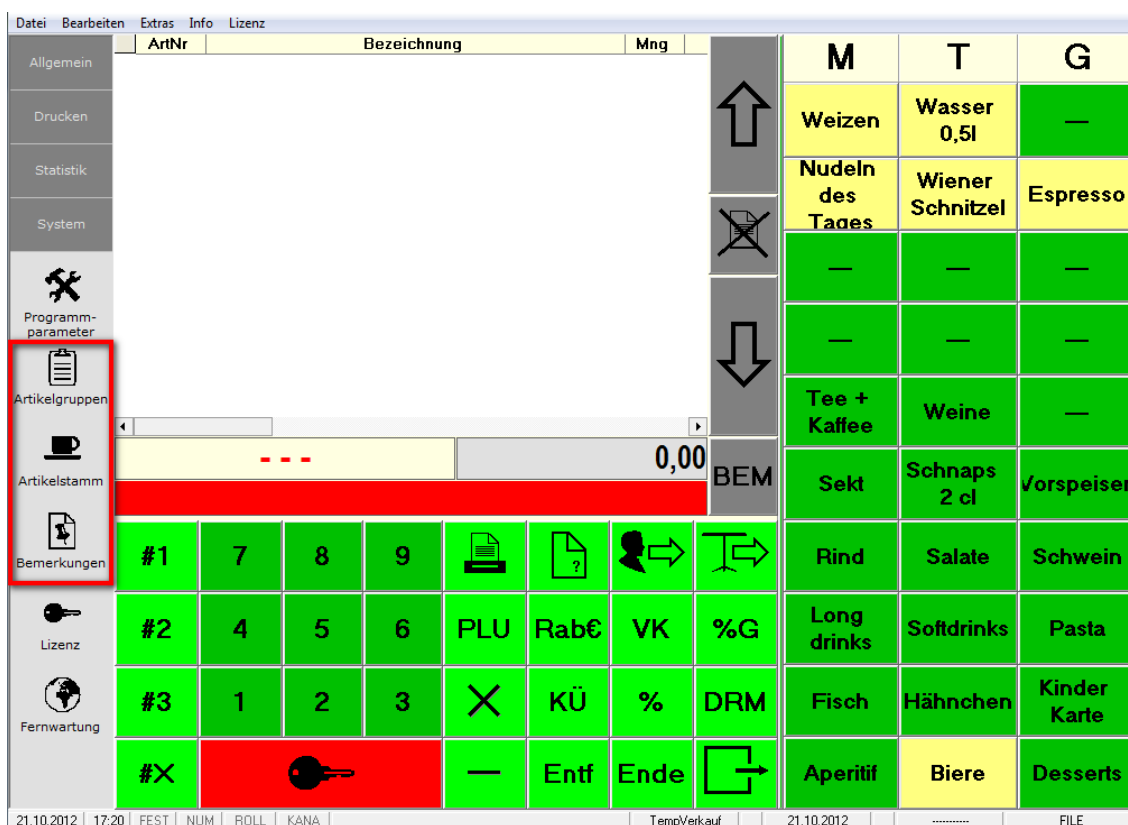 Datei Bearbeiten Extras Info Lizenz
Allgemein
Drucken
Statistik
System
Programm-
parameter
Artikelgruppen
Artikelstamm
Bemerkungen
Lizenz
Fernwartung
ArtNr Bezeichnung Mng
- - - 0,00
BEM
#1 7 8 9 ?
#2 4 5 6 PLU Rab€ VK %G
#3 1 2 3 X KÜ % DRM
#X — Entf Ende
M T G
Weizen
Wasser
0,5l
—
Nudeln
des
Tages
Wiener
Schnitzel
Espresso
— — —
— — —
Tee +
Kaffee
Weine
—
Sekt
Schnaps
2 cl
Vorspeisen
Rind
Salate
Schwein
Long
drinks
Softdrinks
Pasta
Fisch
Hähnchen
Kinder
Karte
Aperitif
Biere
Desserts
21.10.2012 17:20 FEST NUM ROLL KANA TempVerkauf 21.10.2012 ----------- FILE